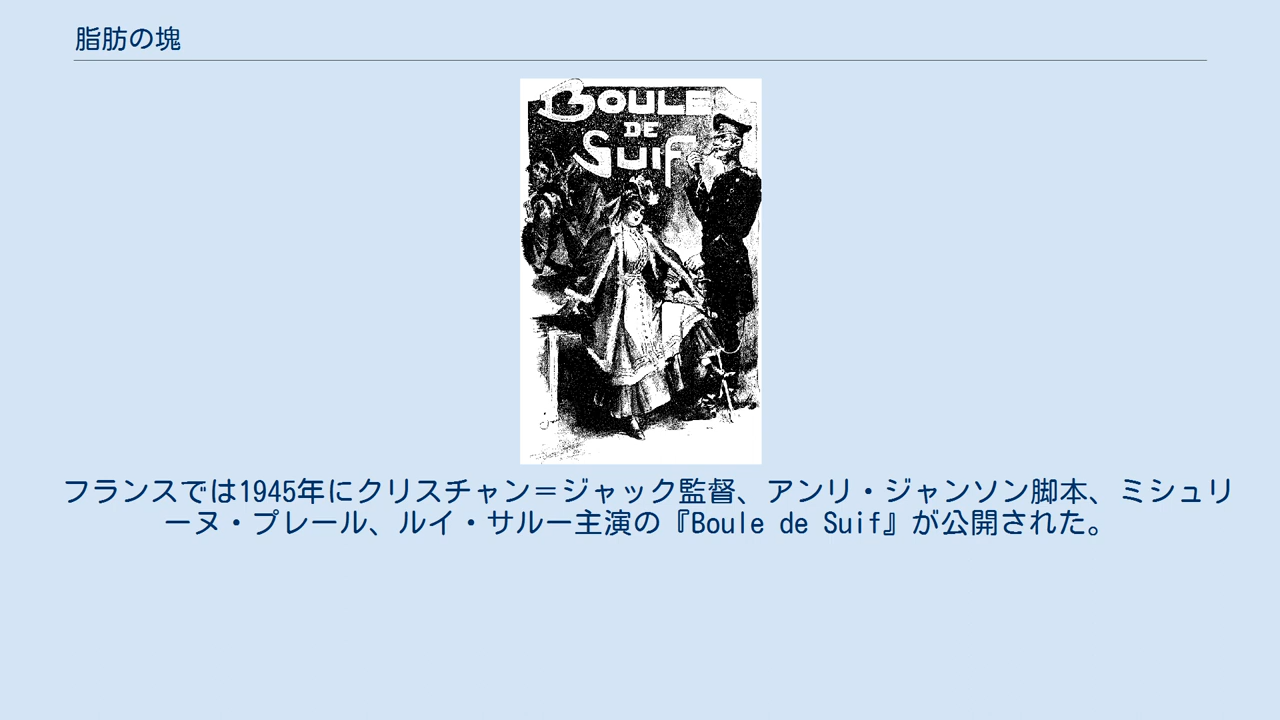 脂肪の塊
BOULE
DE
SUIF
フランスでは1945年にクリスチャン＝ジャック監督、アンリ・ジャンソン脚本、ミシュリ
ーヌ・プレール、ルイ・サルー主演の『Boule de Suif』が公開された。